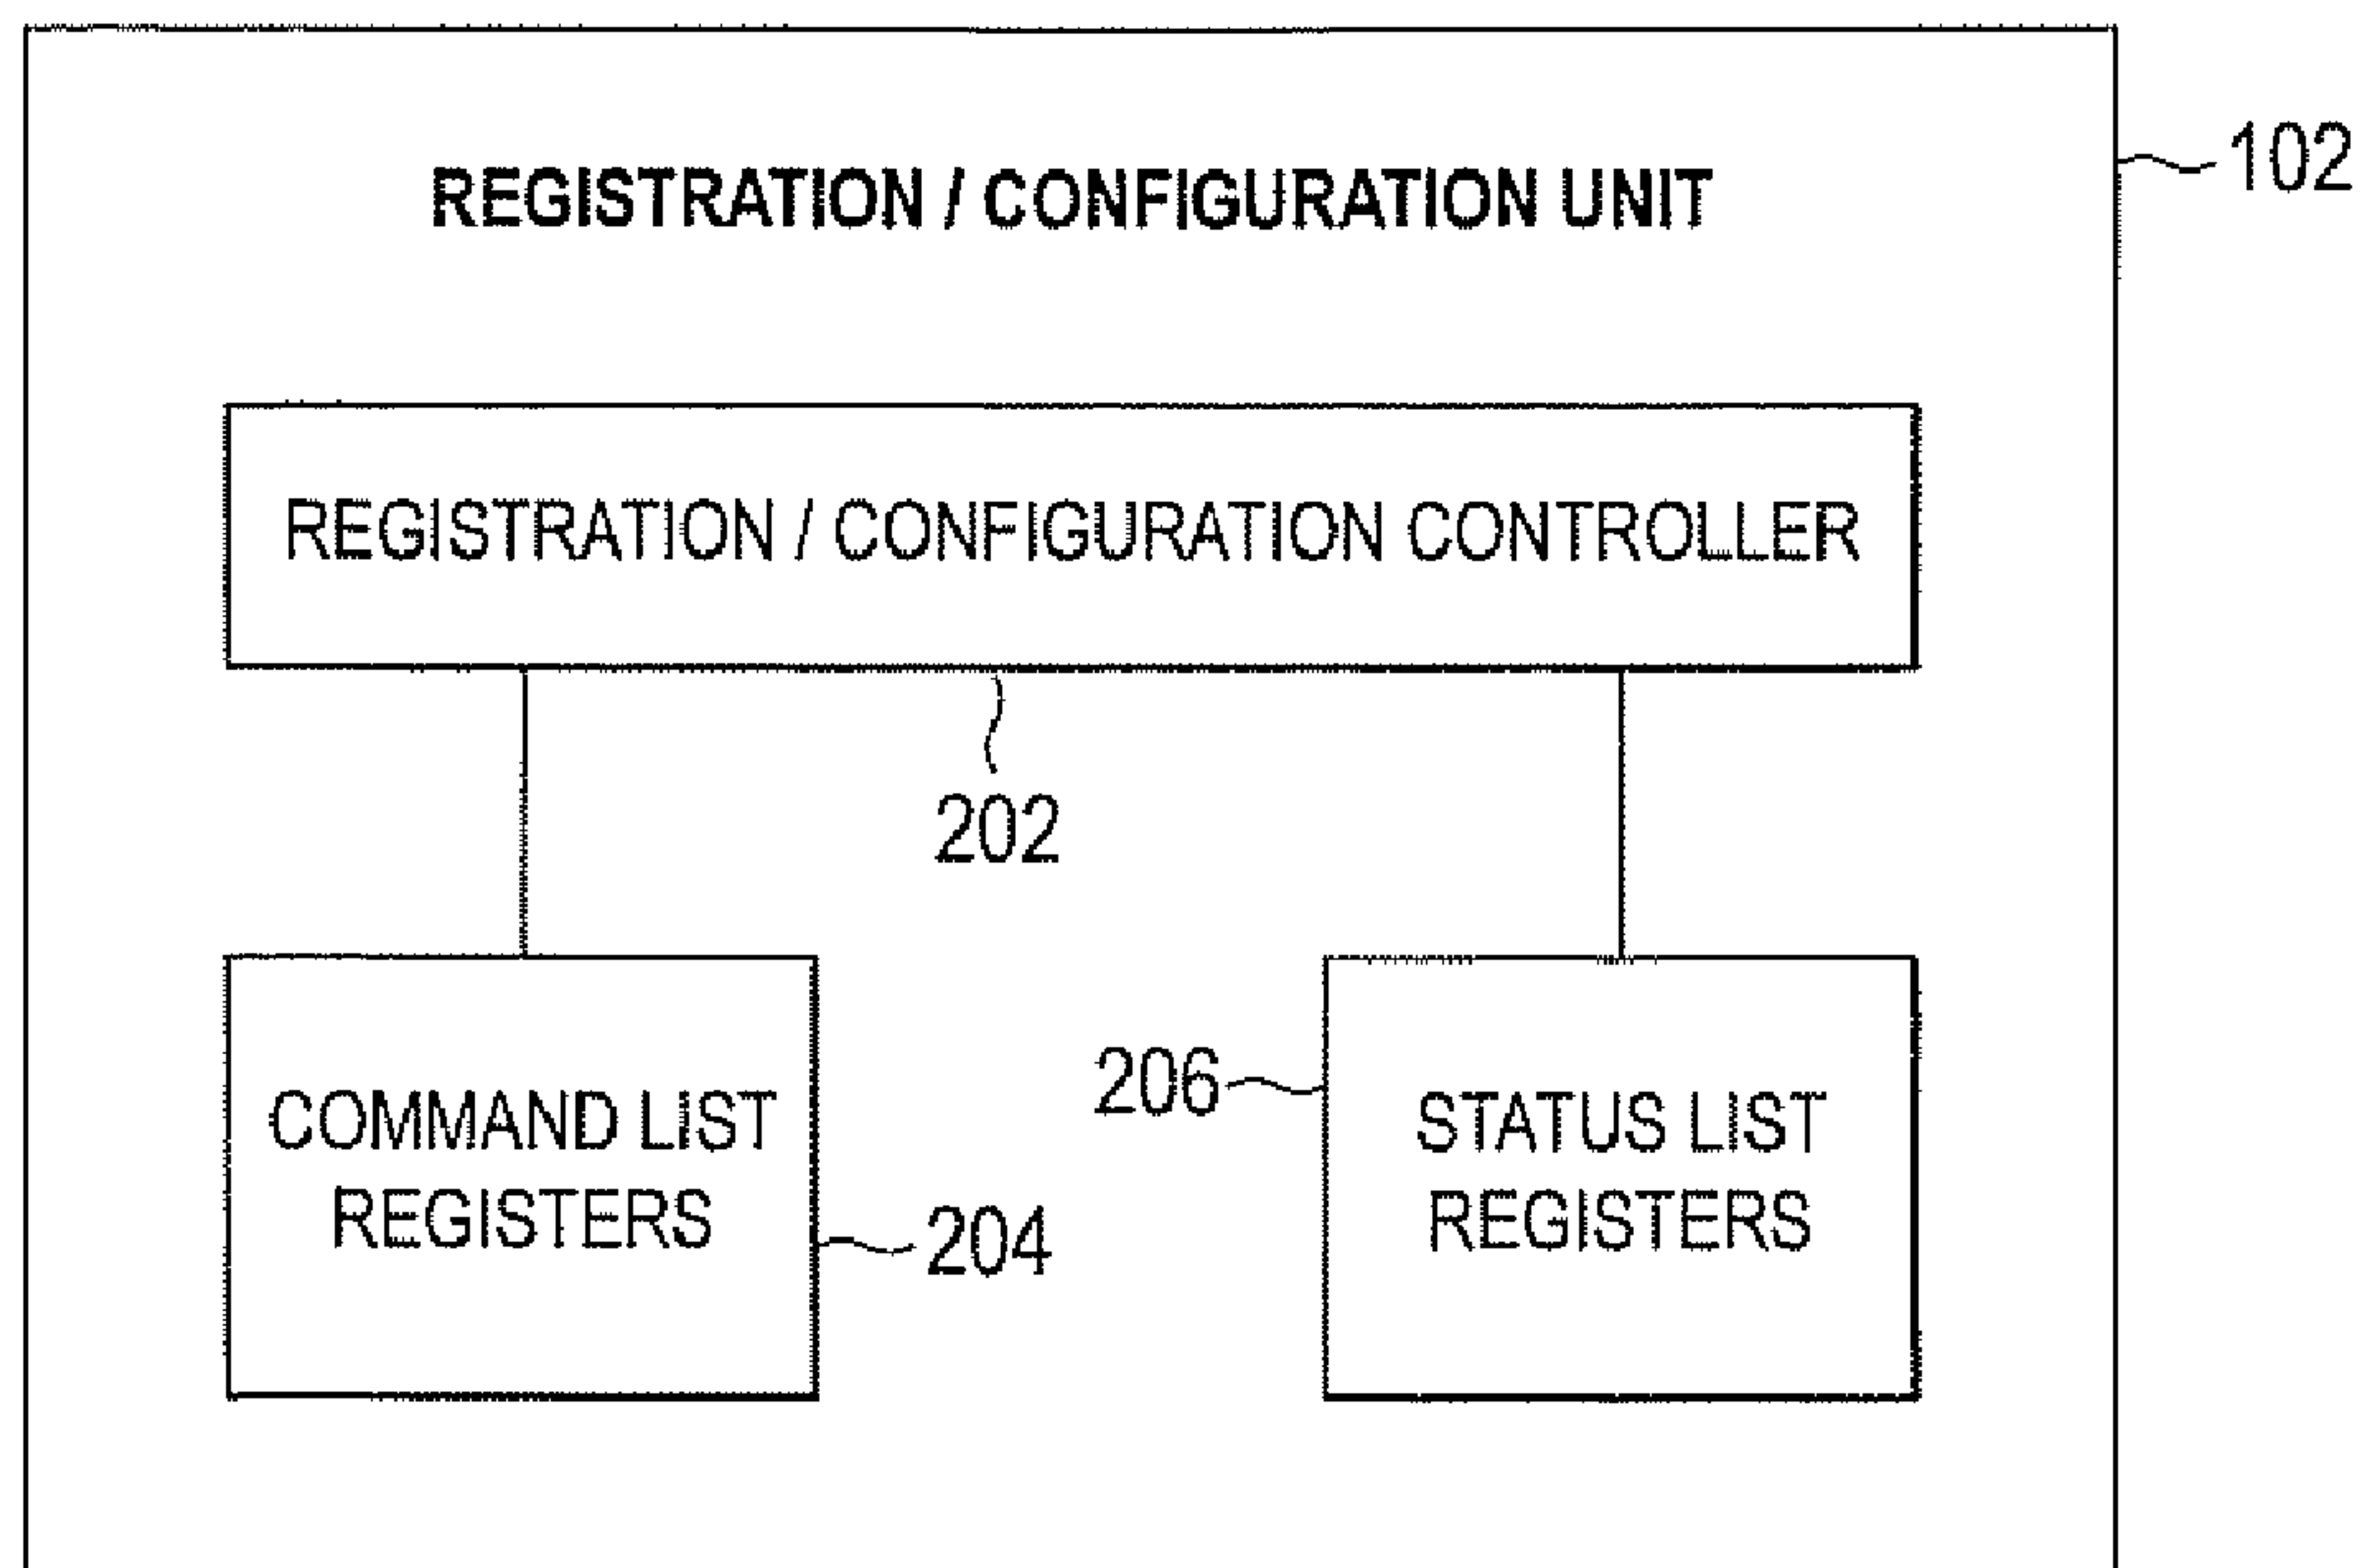 102
REGISTRATION / CONFIGURATION UNIT
REGISTRATION / CONFIGURATION CONTROLLER
202
COMMAND LIST
REGISTERS
204
206
STATUS LIST
REGISTERS